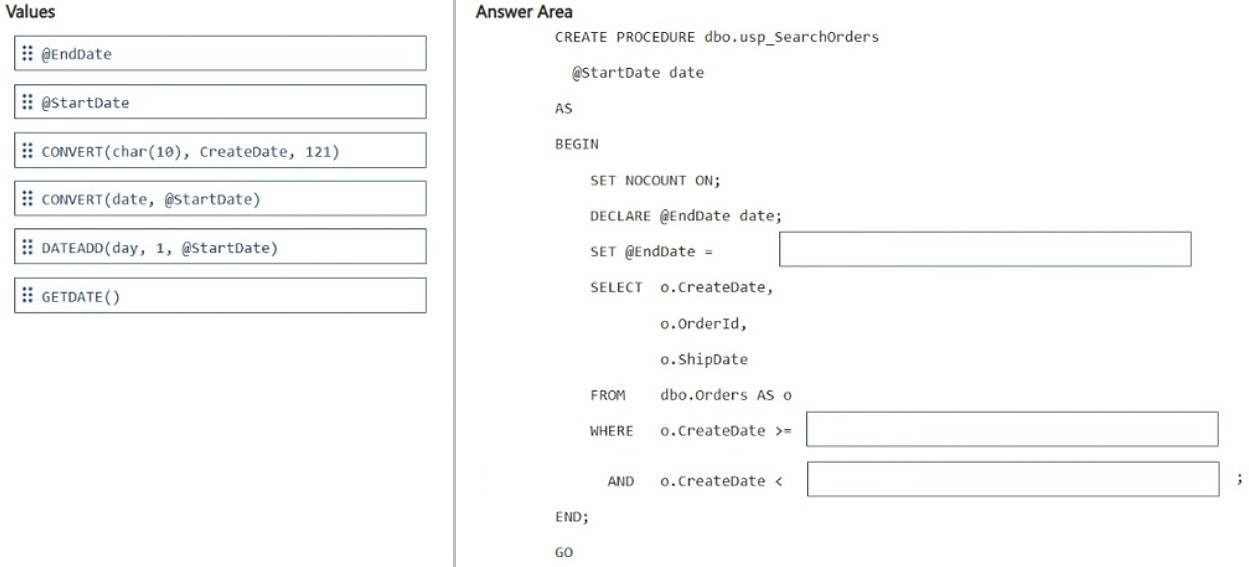 Values
@EndDate
@StartDate
CONVERT(char(10), CreateDate, 121)
CONVERT(date, @StartDate)
DATEADD(day, 1, @StartDate)
GETDATE()
Answer Area
CREATE PROCEDURE dbo.usp_SearchOrders
@StartDate date
AS
BEGIN
SET NOCOUNT ON;
DECLARE @EndDate date;
SET @EndDate =
SELECT o.CreateDate,
o.OrderId,
o.ShipDate
FROM dbo.Orders AS o
WHERE o.CreateDate >=
AND o.CreateDate < ;
END;
GO